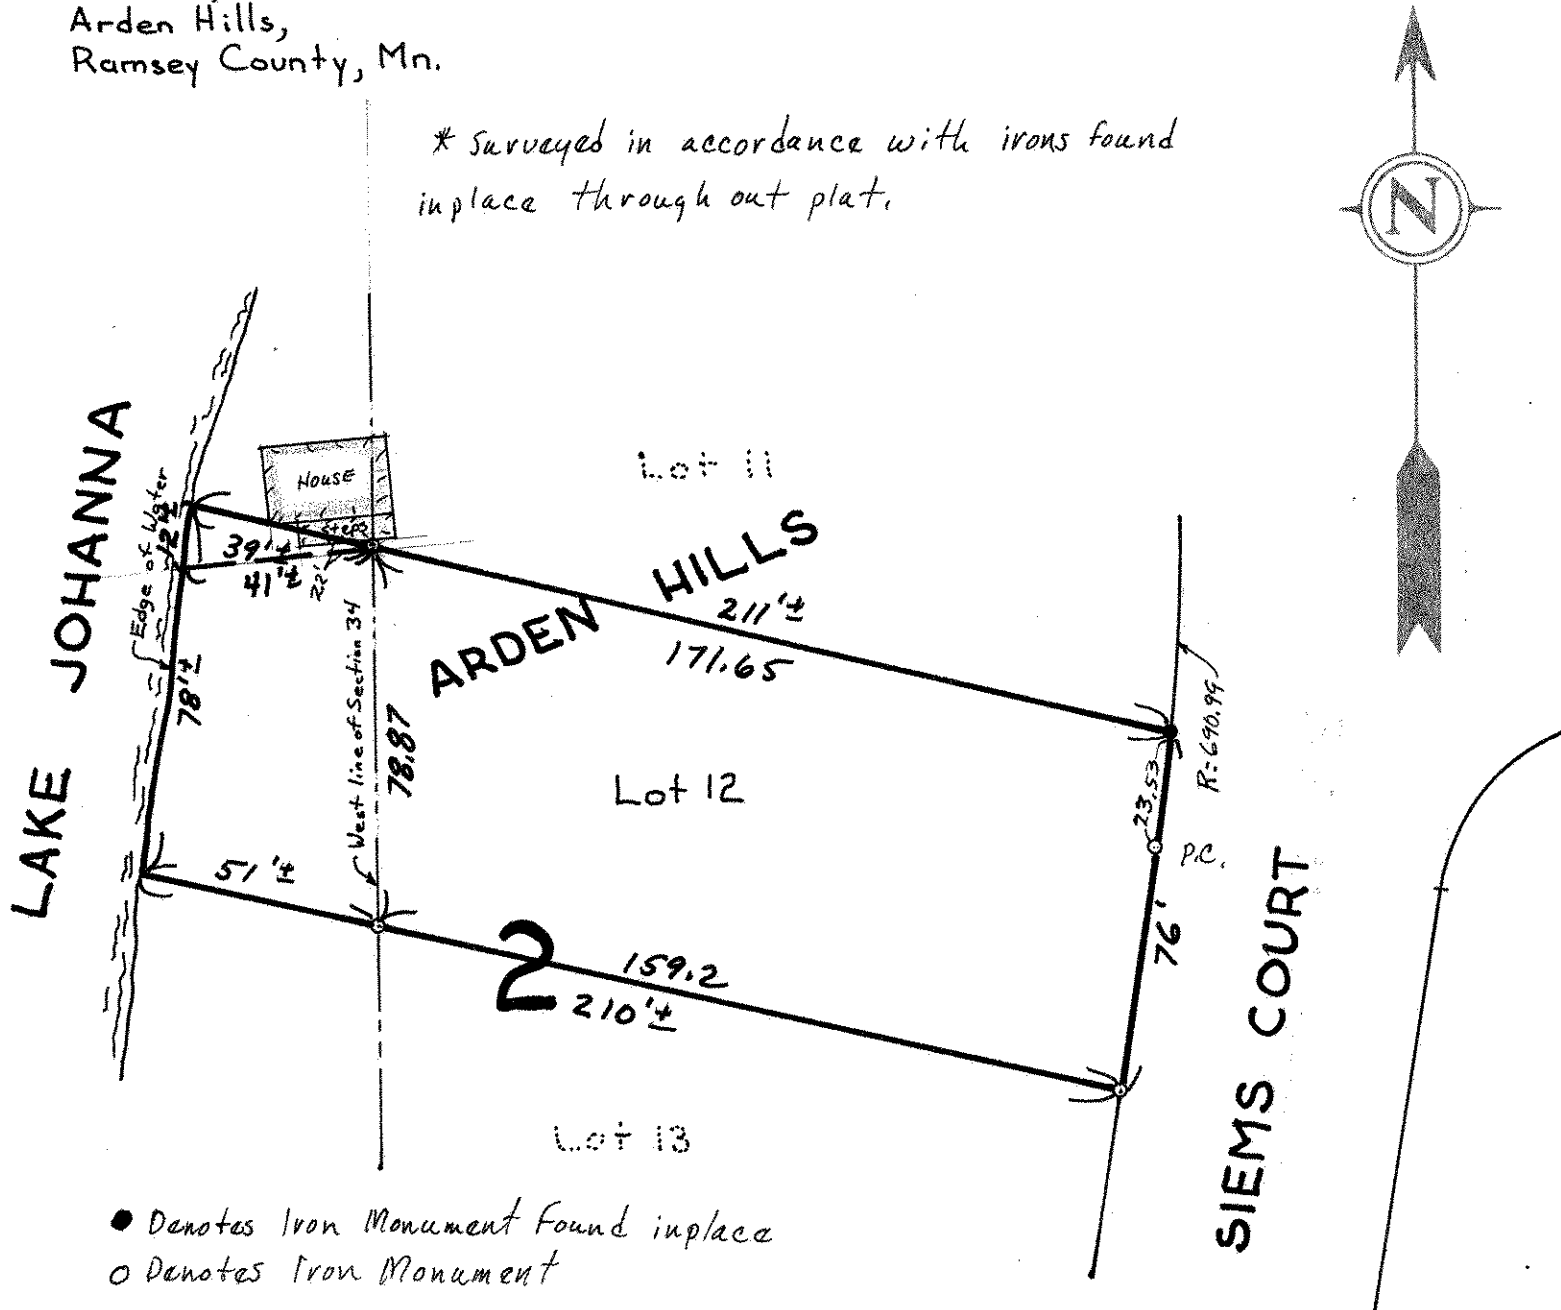 Arden Hills,
Ramsey County, Mn.
* Surveyed in accordance with irons found
inplace through out plat.
N
LAKE JOHANNA
Edge of Water
HOUSE
Steps
12'±
39'±
41'±
22'
78'±
West line of Section 34
78.87
Lot 11
ARDEN HILLS
211'±
171.65
Lot 12
23.53
R=690.99
P.C.
76'
51'±
2
159.2
210'±
SIEMS COURT
Lot 13
● Denotes Iron Monument Found inplace
○ Denotes Iron Monument